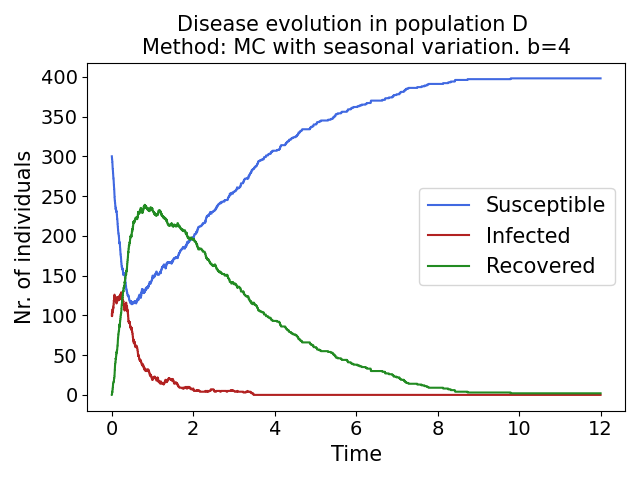 Disease evolution in population D
Method: MC with seasonal variation. b=4
400
350
300
250
200
150
100
50
0
Nr. of individuals
Susceptible
Infected
Recovered
0 2 4 6 8 10 12
Time